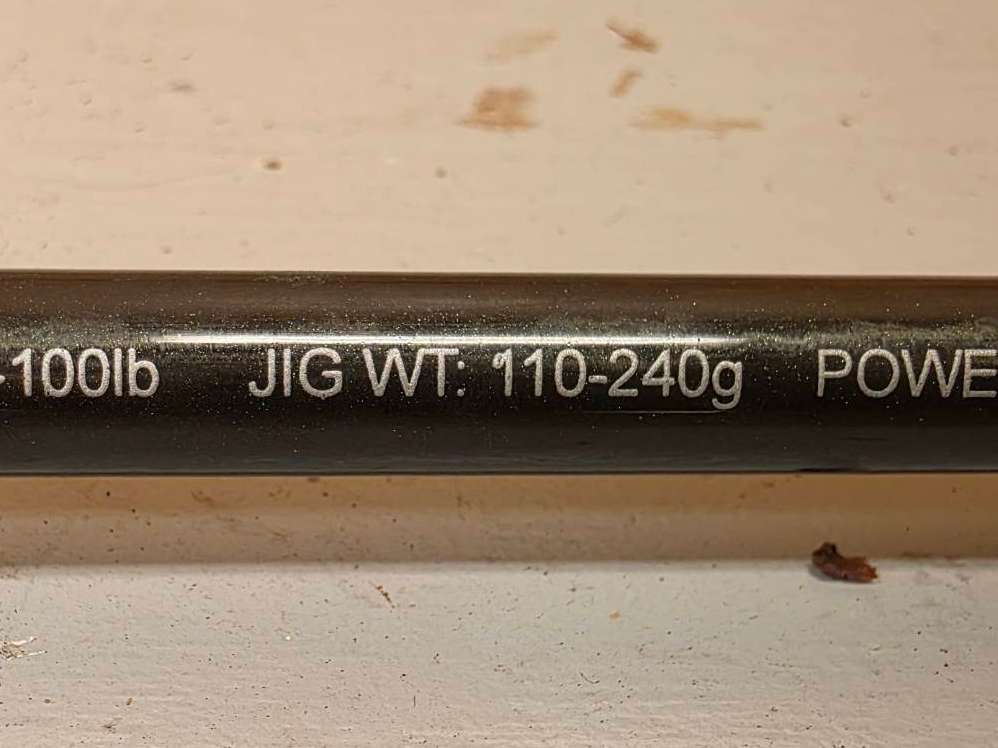 -100lb JIG WT: 110-240g POWE